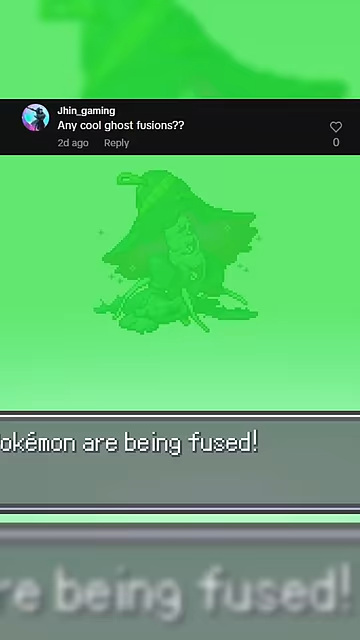 Jhin_gaming
Any cool ghost fusions??
2d ago Reply
0
okémon are being fused!
re being fused!